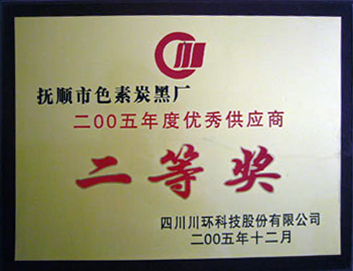 抚顺市色素炭黑厂
二00五年度优秀供应商
二等奖
四川川环科技股份有限公司
二00五年十二月